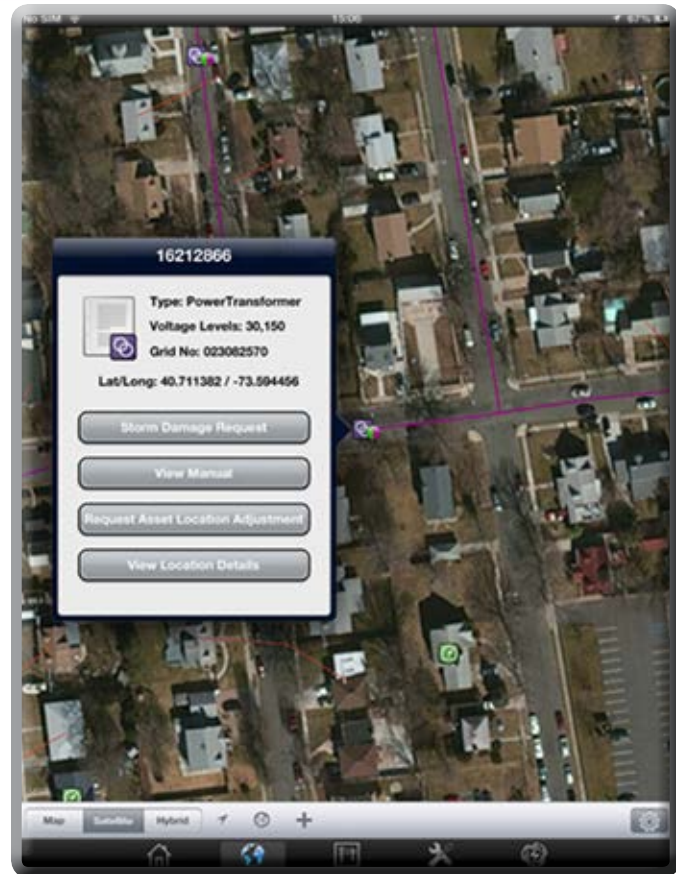 No SIM
15:06
67%
16212866
Type: PowerTransformer
Voltage Levels: 30,150
Grid No: 023082570
Lat/Long: 40.711382 / -73.594456
Storm Damage Request
View Manual
Request Asset Location Adjustment
View Location Details
Map
Satellite
Hybrid